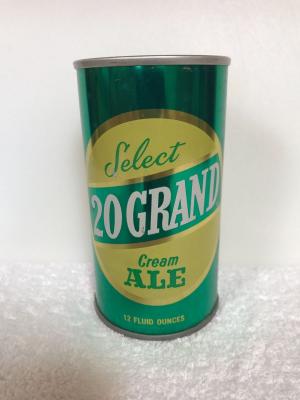 Select
20 GRAND
Cream
ALE
12 FLUID OUNCES